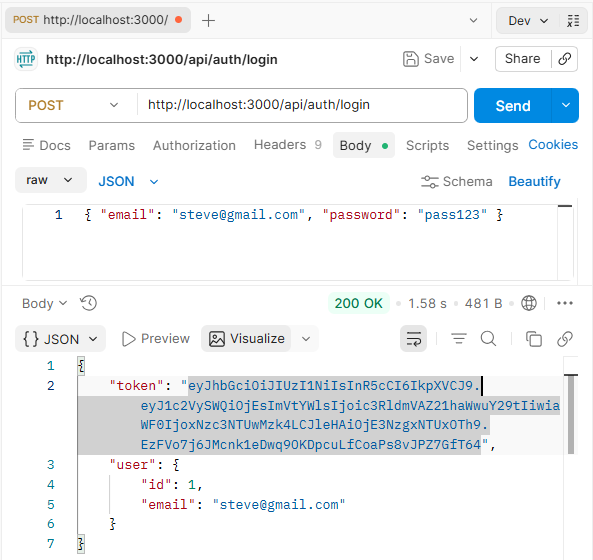 POST http://localhost:3000/
Dev
HTTP http://localhost:3000/api/auth/login
Save
Share
POST http://localhost:3000/api/auth/login
Send
Docs Params Authorization Headers 9 Body Scripts Settings Cookies
raw JSON Schema Beautify
1 { "email": "steve@gmail.com", "password": "pass123" }
Body 200 OK 1.58 s 481 B
{} JSON Preview Visualize
1 {
2 "token": "eyJhbGciOiJIUzI1NiIsInR5cCI6IkpXVCJ9.
eyJ1c2VySWQiOjEsImVtYWlsIjoic3RldmVAZ21haWwuY29tIiwia
WF0IjoxNzc3NTUwMzk4LCJleHAiOjE3NzgxNTUxOTh9.
EzFVo7j6JMcnk1eDwq9OKDpcuLfCoaPs8vJPZ7GfT64",
3 "user": {
4 "id": 1,
5 "email": "steve@gmail.com"
6 }
7 }